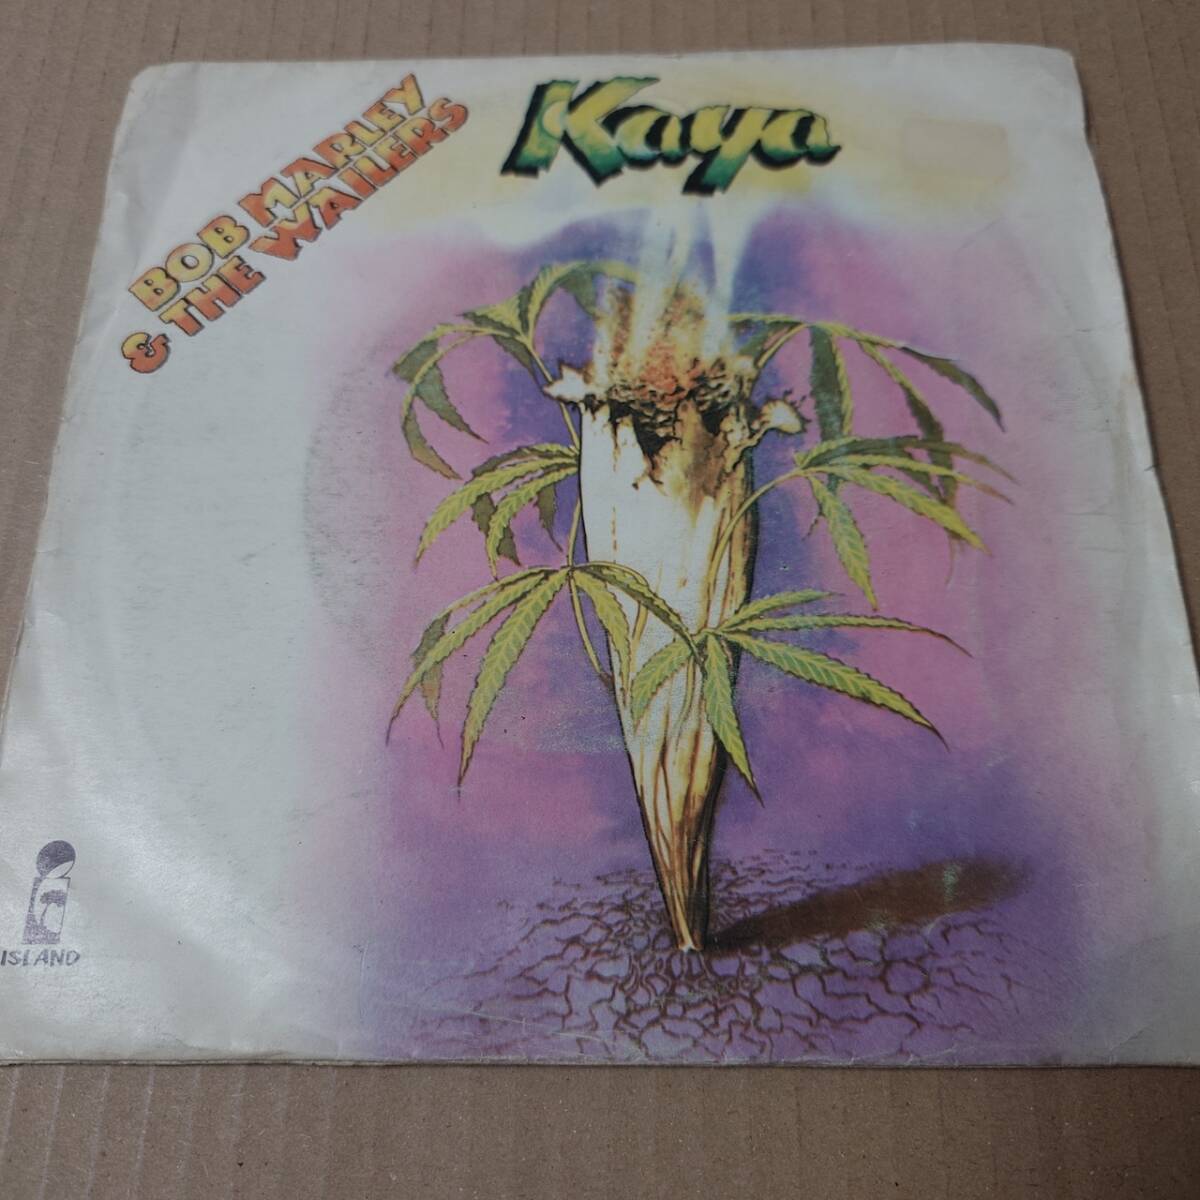 BOB MARLEY
& THE WAILERS
Kaya
ISLAND